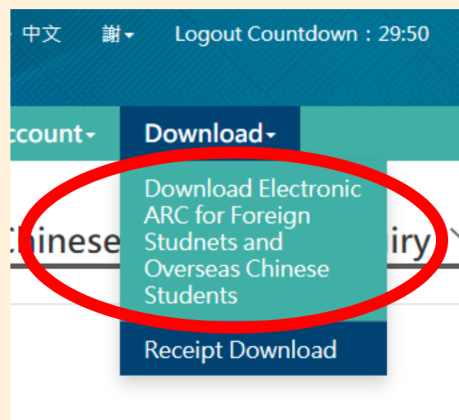 中文 謝 Logout Countdown：29:50
ccount Download
Download Electronic
ARC for Foreign
Studnets and
Overseas Chinese
Students
hinese iry
Receipt Download